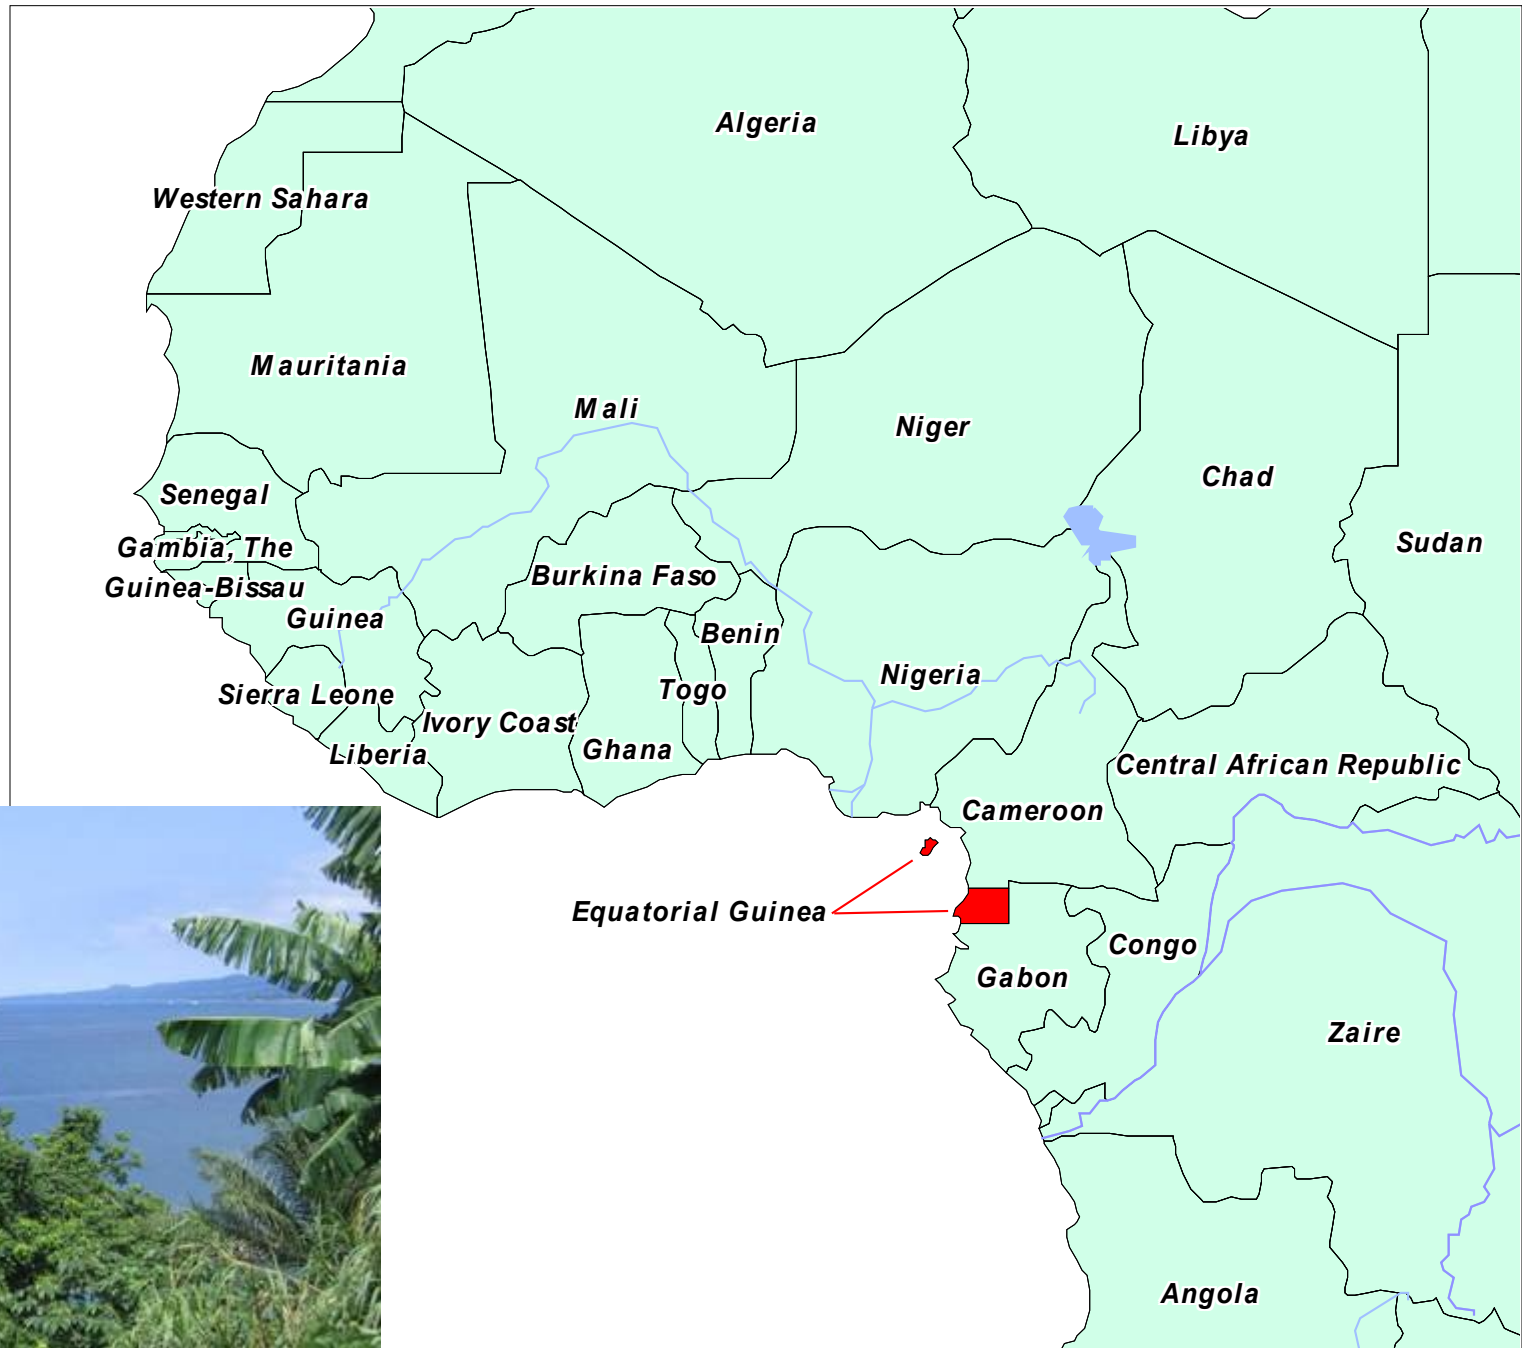 Algeria
Libya
Western Sahara
Mauritania
Mali
Niger
Chad
Senegal
Sudan
Gambia, The
Burkina Faso
Guinea-Bissau
Guinea
Benin
Nigeria
Togo
Sierra Leone
Ivory Coast
Ghana
Liberia
Central African Republic
Cameroon
Equatorial Guinea
Congo
Gabon
Zaire
Angola